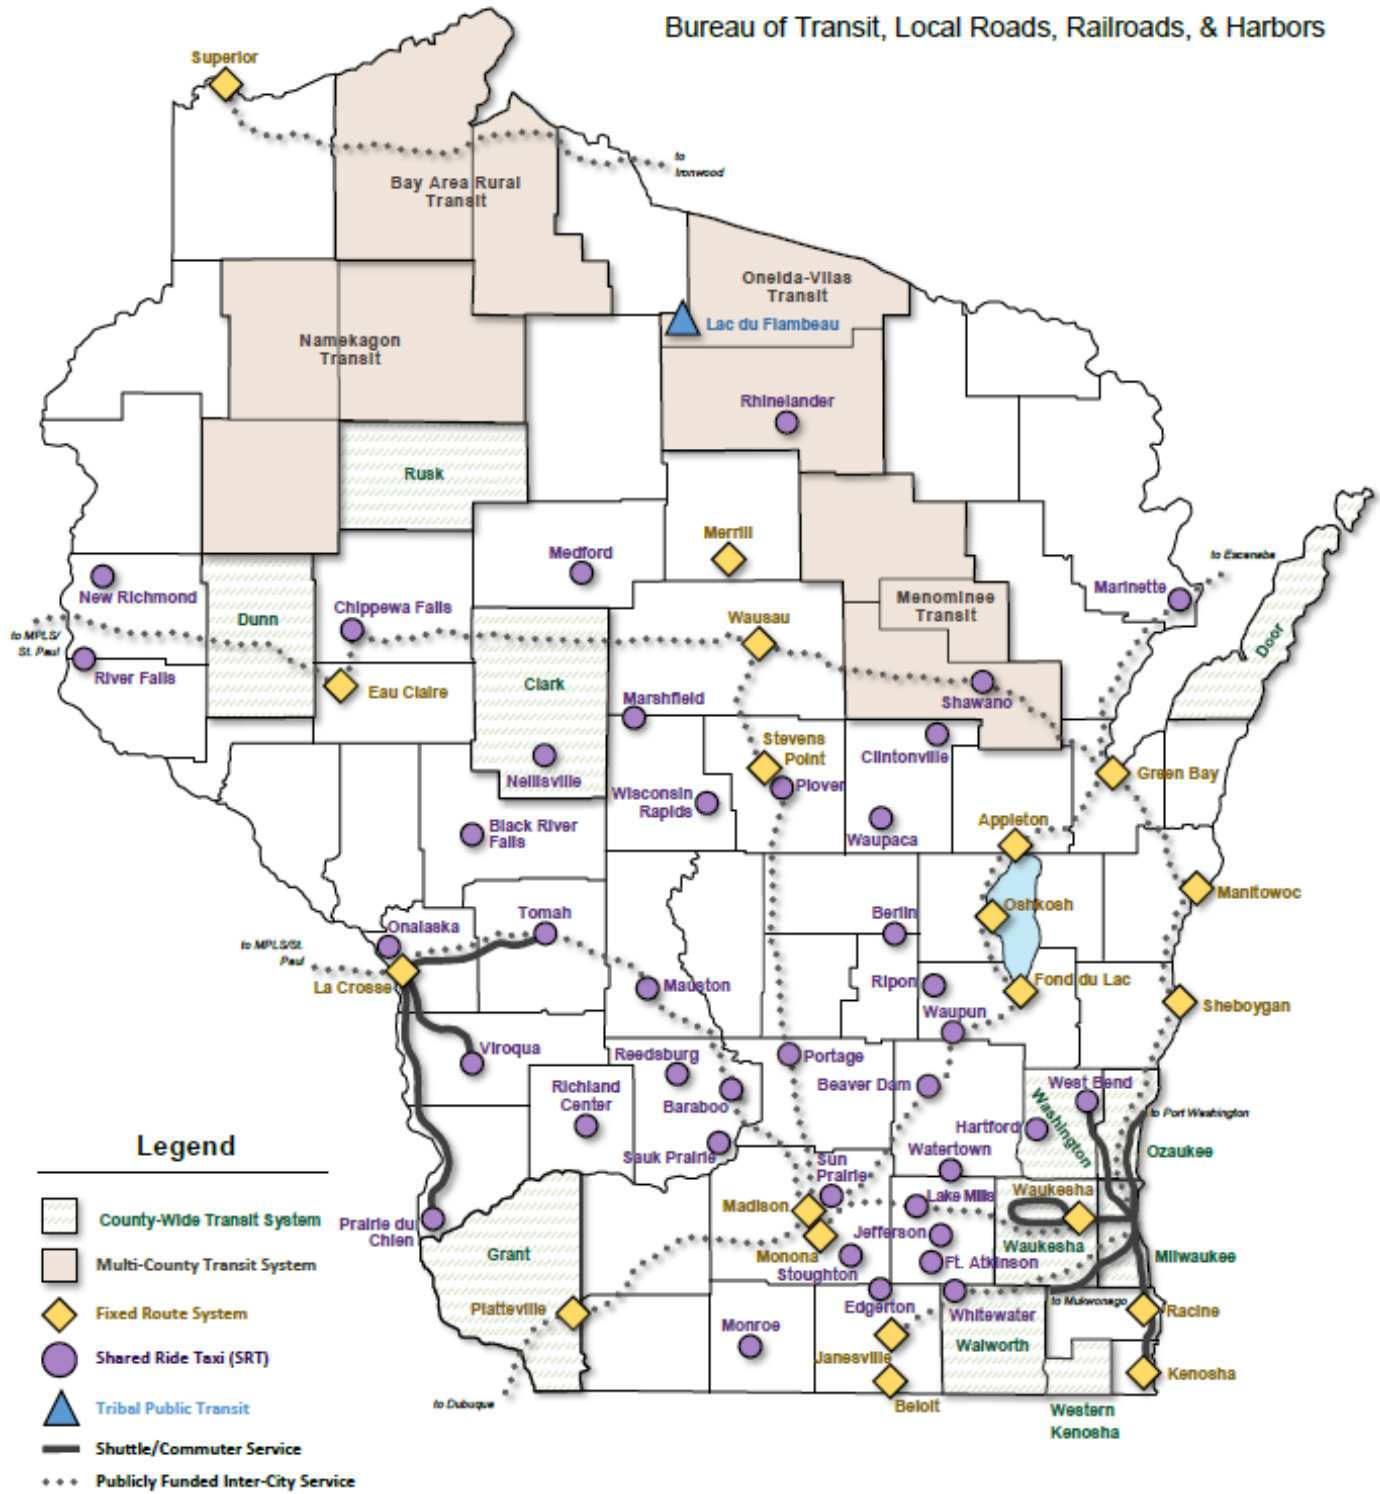 Bureau of Transit, Local Roads, Railroads, & Harbors
Superior
to
Ironwood
Bay Area Rural
Transit
Oneida-Vilas
Transit
Lac du Flambeau
Namekagon
Transit
Rhinelander
Rusk
Merrill
Medford
to Escanaba
Marinette
New Richmond
Dunn
Chippewa Falls
Menominee
Transit
Wausau
to MPLS/
St. Paul
Door
River Falls
Eau Claire
Clark
Marshfield
Shawano
Stevens
Point
Clintonville
Green Bay
Neillsville
Plover
Wisconsin
Rapids
Black River
Falls
Waupaca
Appleton
Manitowoc
Oshkosh
Berlin
Tomah
Onalaska
to MPLS/St.
Paul
La Crosse
Mauston
Ripon
Fond du Lac
Waupun
Sheboygan
Viroqua
Reedsburg
Portage
Beaver Dam
West Bend
Washington
Richland
Center
Baraboo
to Port Washington
Hartford
Ozaukee
Sauk Prairie
Sun
Prairie
Watertown
Madison
Lake Mills
Waukesha
Prairie du
Chien
Jefferson
Waukesha
Milwaukee
Grant
Monona
Stoughton
Ft. Atkinson
Platteville
Edgerton
Whitewater
to Mukwonago
Racine
Monroe
Janesville
Walworth
Kenosha
to Dubuque
Beloit
Western
Kenosha
Legend
County-Wide Transit System
Multi-County Transit System
Fixed Route System
Shared Ride Taxi (SRT)
Tribal Public Transit
Shuttle/Commuter Service
Publicly Funded Inter-City Service